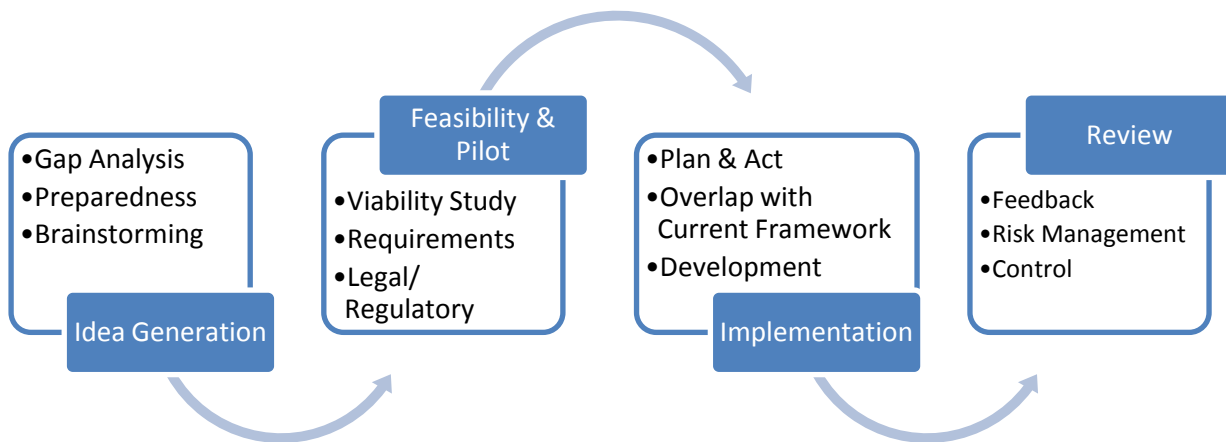 •Gap Analysis
•Preparedness
•Brainstorming
Idea Generation
Feasibility &
Pilot
•Viability Study
•Requirements
•Legal/
Regulatory
•Plan & Act
•Overlap with
Current Framework
•Development
Implementation
Review
•Feedback
•Risk Management
•Control